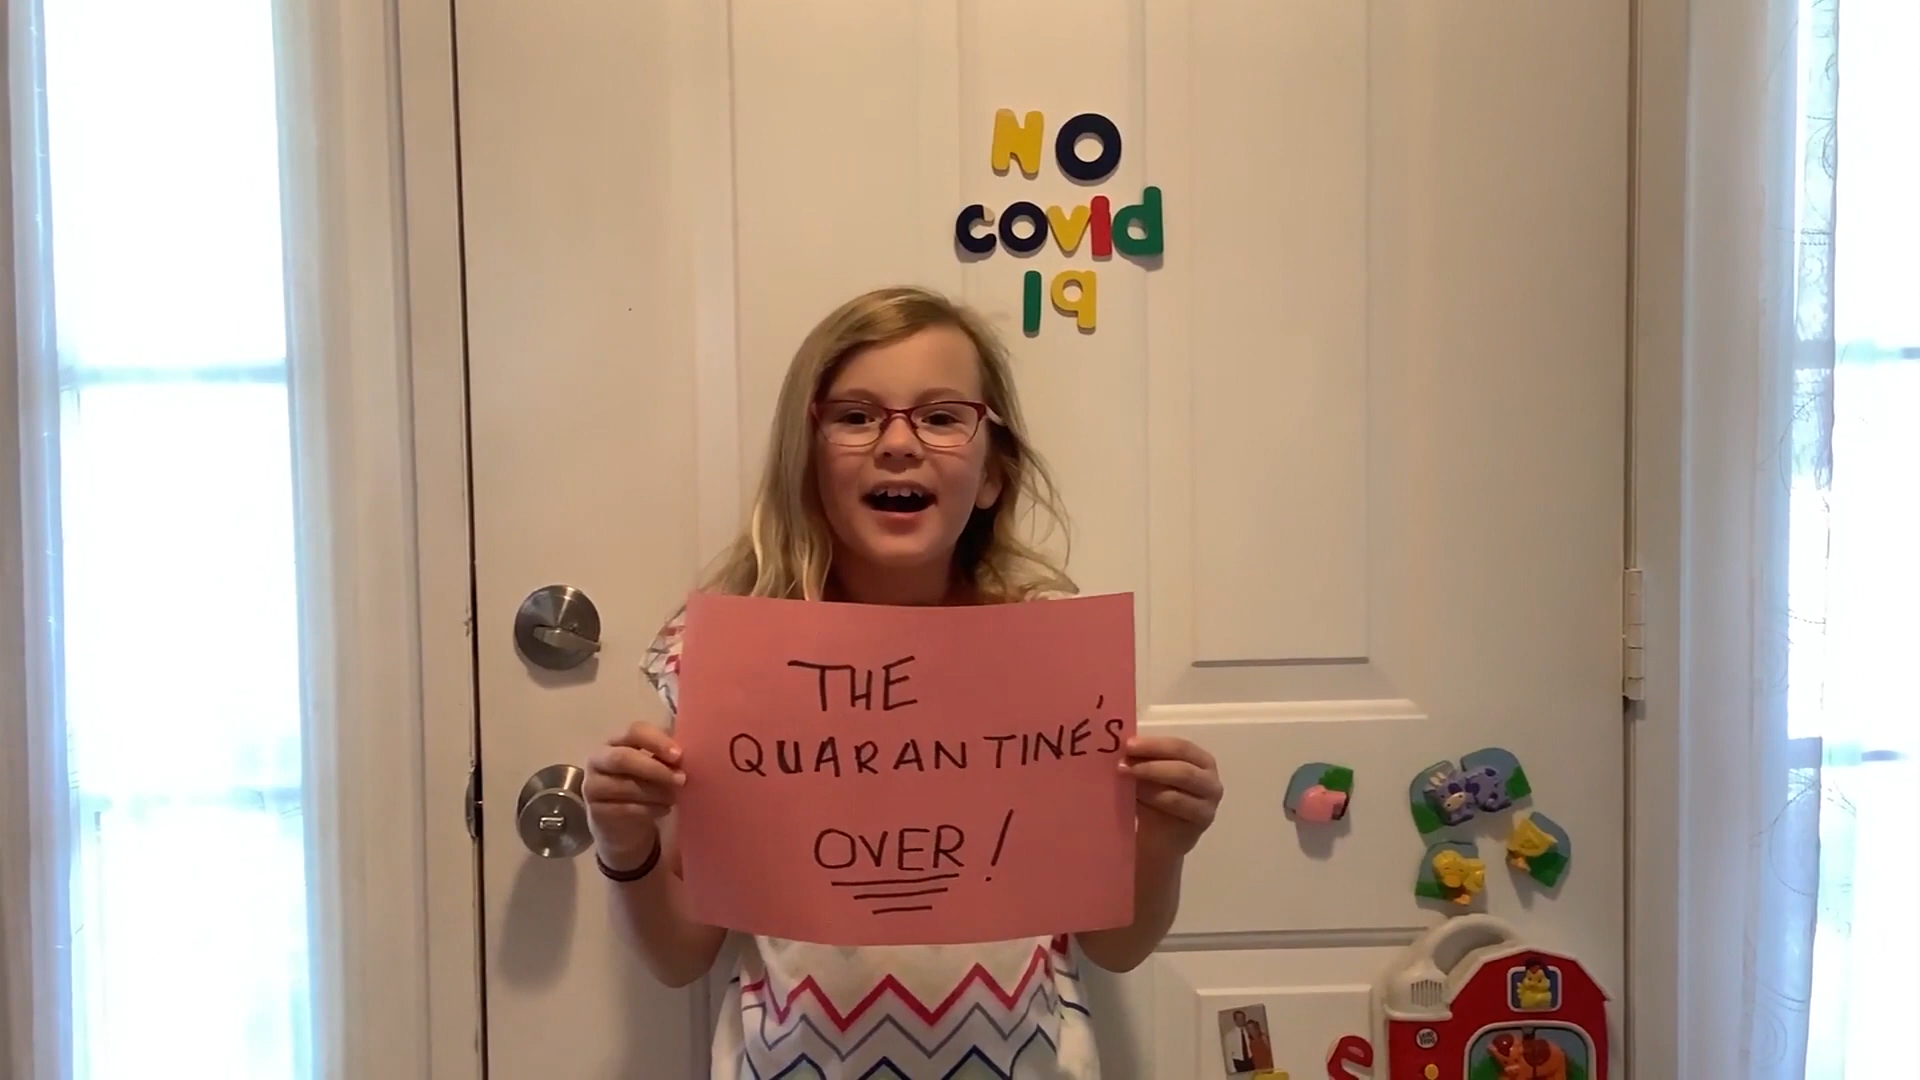 NO
covid
19
THE
QUARANTINE'S
OVER!